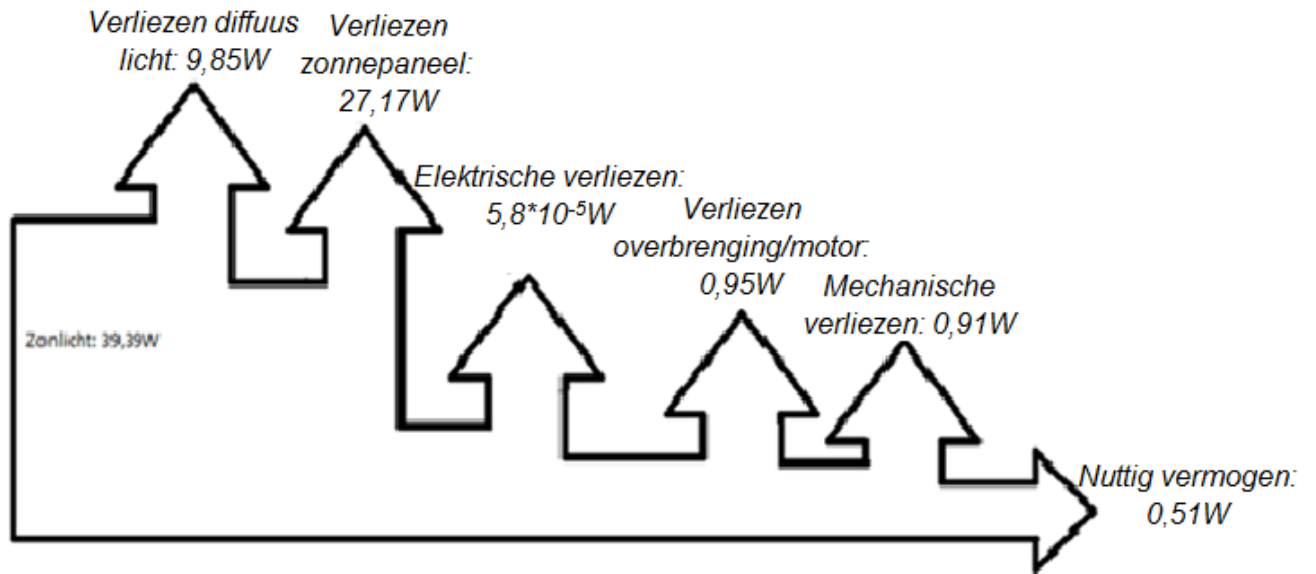 Verliezen diffuus
licht: 9,85W
Verliezen
zonnepaneel:
27,17W
Elektrische verliezen:
5,8*10⁻⁵W
Verliezen
overbrenging/motor:
0,95W
Mechanische
verliezen: 0,91W
Zonlicht: 39,39W
Nuttig vermogen:
0,51W